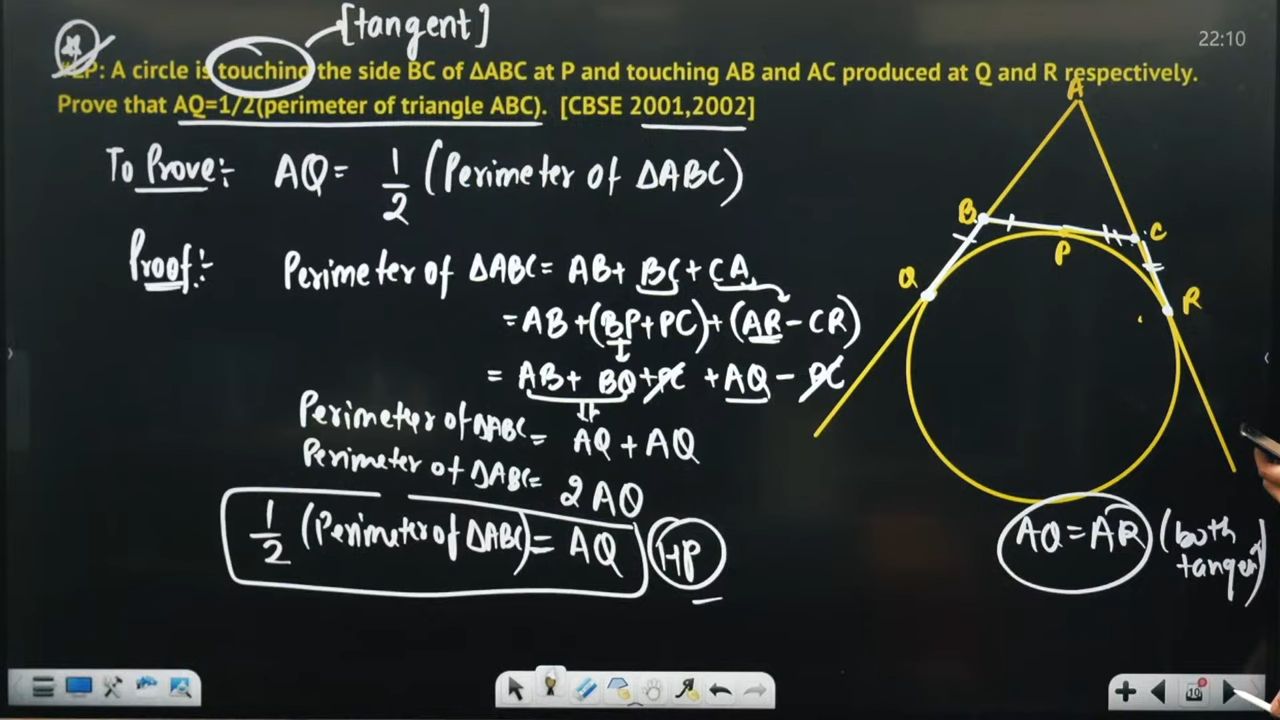 [tangent]
22:10
: A circle is touching the side BC of ΔABC at P and touching AB and AC produced at Q and R respectively.
Prove that AQ=1/2(perimeter of triangle ABC). [CBSE 2001,2002]
To Prove:- AQ = 1/2 (Perimeter of ΔABC)
Proof:- Perimeter of ΔABC = AB + BC + CA
= AB + (BP + PC) + (AR - CR)
= AB + BQ + PC + AQ - PC
Perimeter of ΔABC = AQ + AQ
Perimeter of ΔABC = 2AQ
1/2 (Perimeter of ΔABC) = AQ HP
A
B
C
P
Q
R
AQ = AR (both
tangent)
10